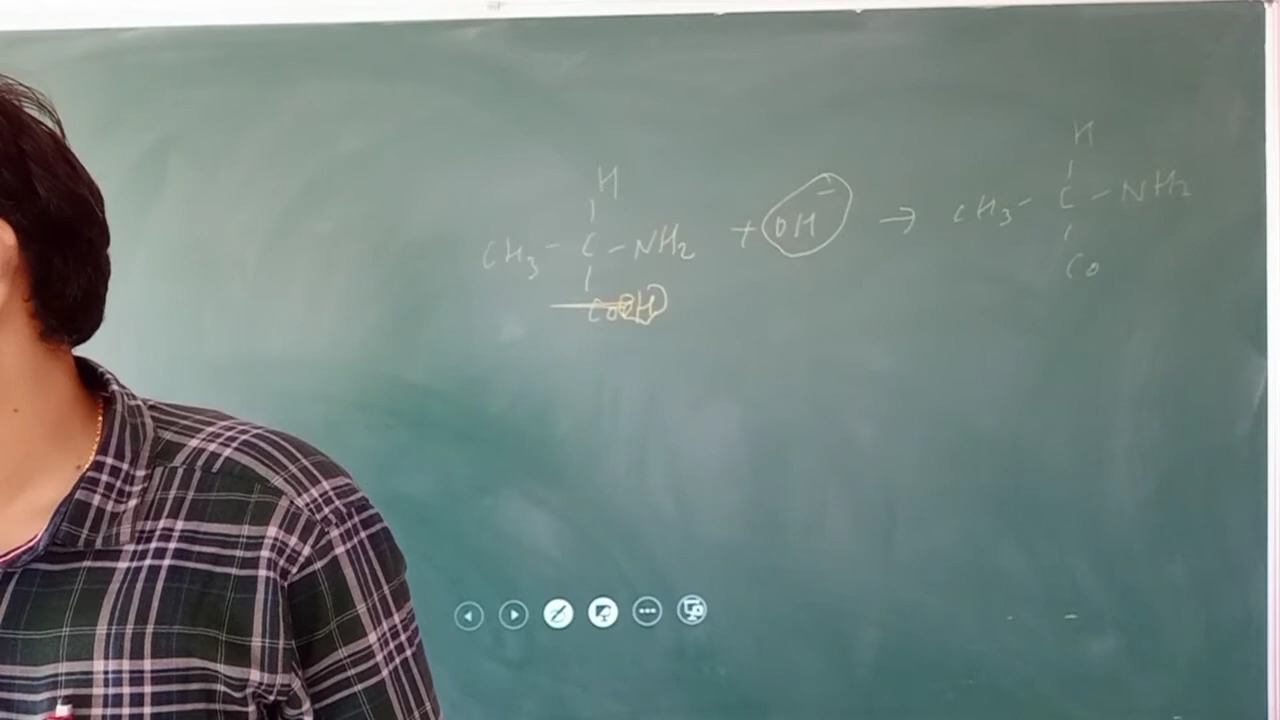 H H
CH3 - C - NH2 + OH⁻ → CH3 - C - NH2
COOH Co